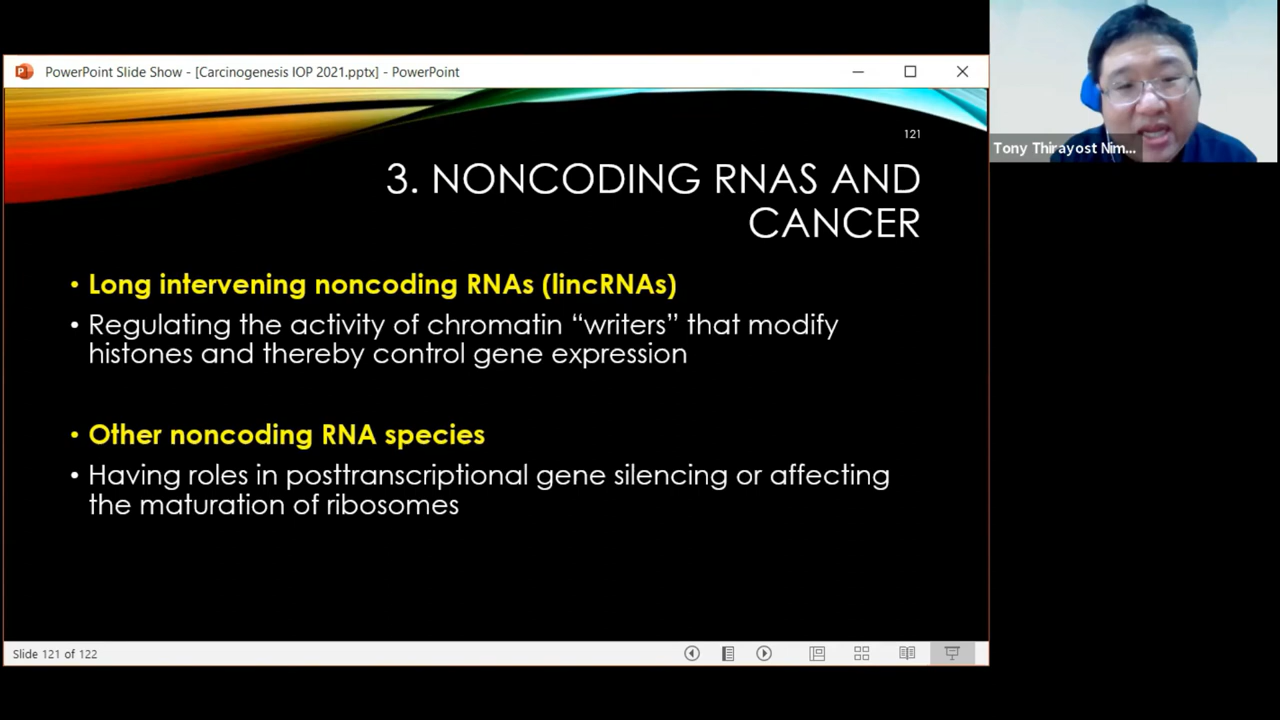 PowerPoint Slide Show - [Carcinogenesis IOP 2021.pptx] - PowerPoint
121
3. NONCODING RNAS AND
CANCER
• Long intervening noncoding RNAs (lincRNAs)
• Regulating the activity of chromatin “writers” that modify
histones and thereby control gene expression
• Other noncoding RNA species
• Having roles in posttranscriptional gene silencing or affecting
the maturation of ribosomes
Slide 121 of 122
Tony Thirayost Nim...